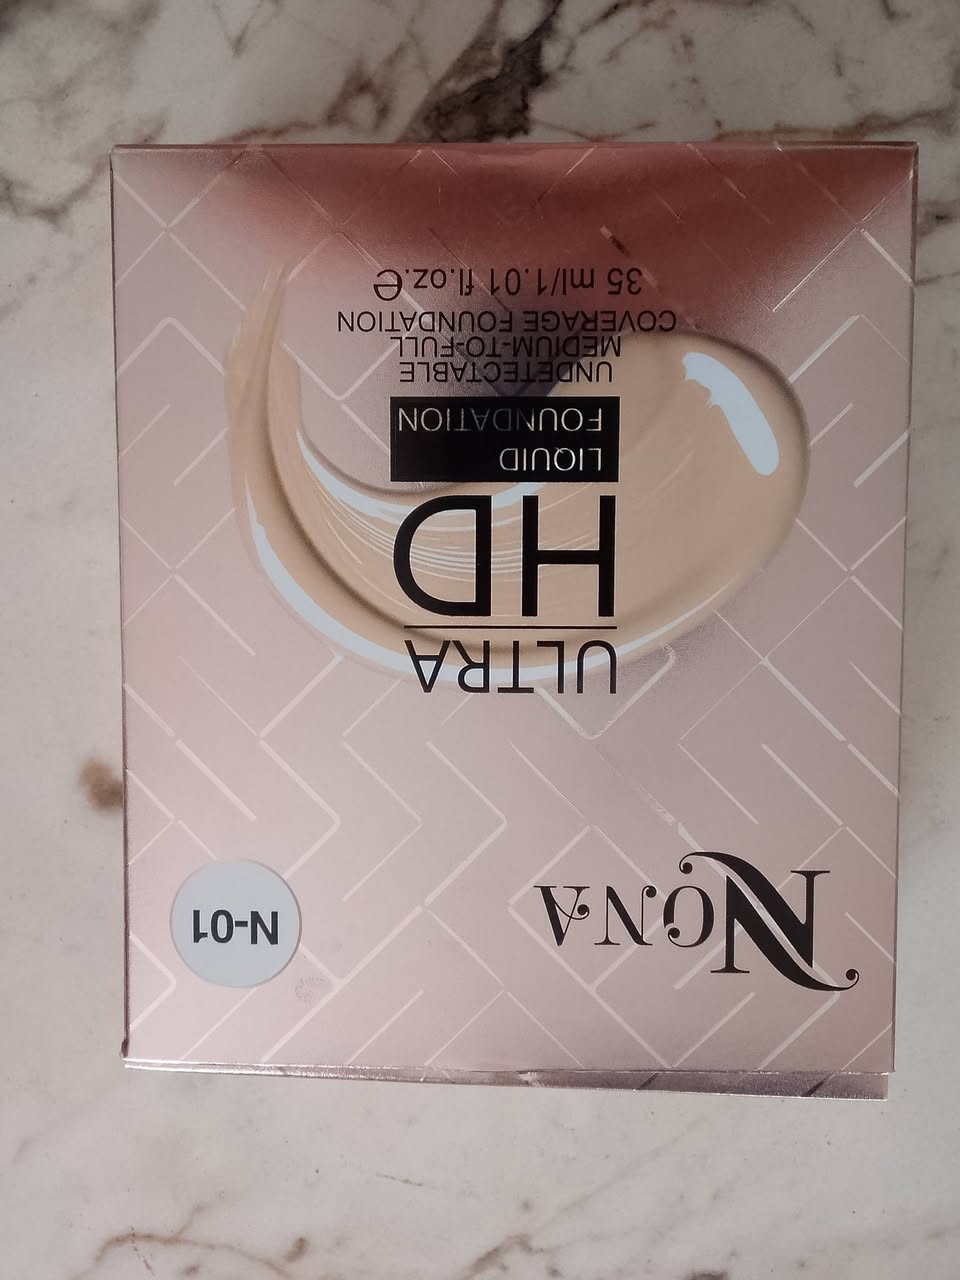 NONA
N-01
ULTRA
HD
LIQUID
FOUNDATION
UNDETECTABLE
MEDIUM-TO-FULL
COVERAGE FOUNDATION
35 ml/1.01 fl.oz.℮